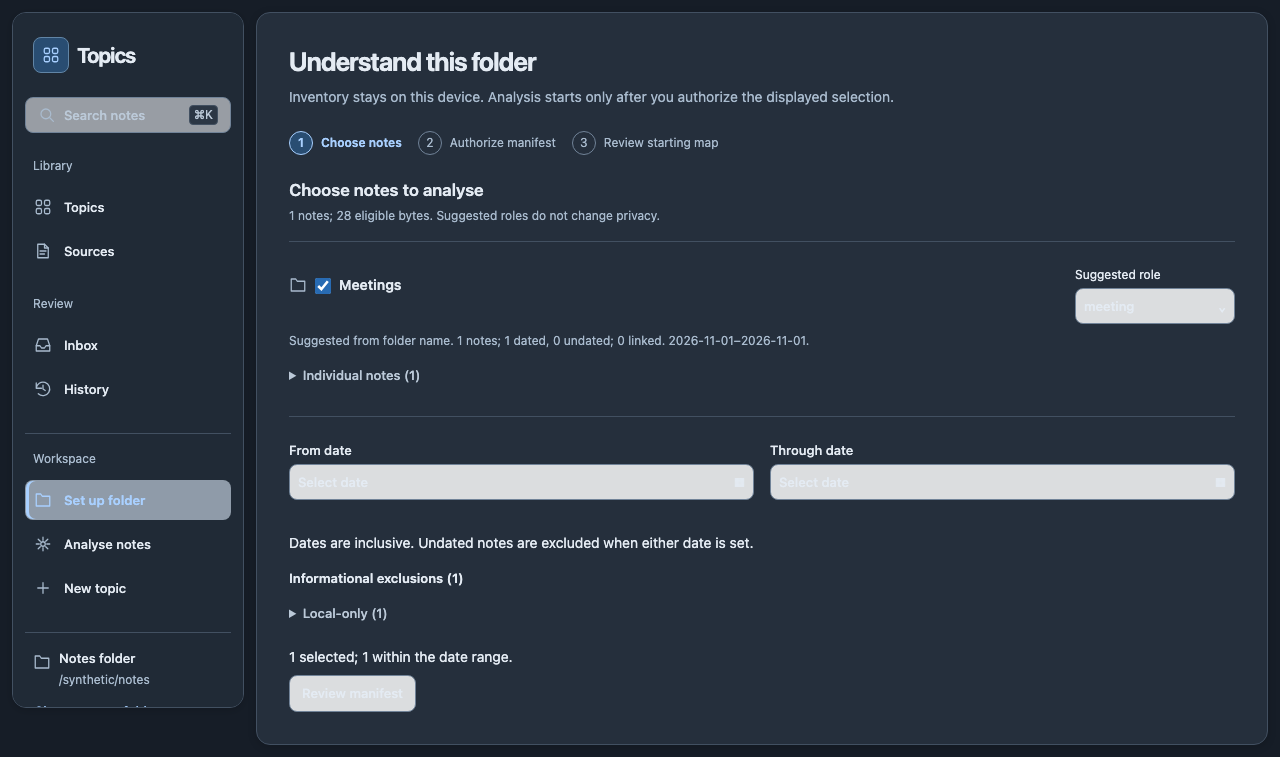 Topics
Search notes ⌘K
Library
Topics
Sources
Review
Inbox
History
Workspace
Set up folder
Analyse notes
New topic
Notes folder
/synthetic/notes
Understand this folder
Inventory stays on this device. Analysis starts only after you authorize the displayed selection.
1 Choose notes 2 Authorize manifest 3 Review starting map
Choose notes to analyse
1 notes; 28 eligible bytes. Suggested roles do not change privacy.
Meetings
Suggested role
meeting
Suggested from folder name. 1 notes; 1 dated, 0 undated; 0 linked. 2026-11-01–2026-11-01.
Individual notes (1)
From date
Select date
Through date
Select date
Dates are inclusive. Undated notes are excluded when either date is set.
Informational exclusions (1)
Local-only (1)
1 selected; 1 within the date range.
Review manifest